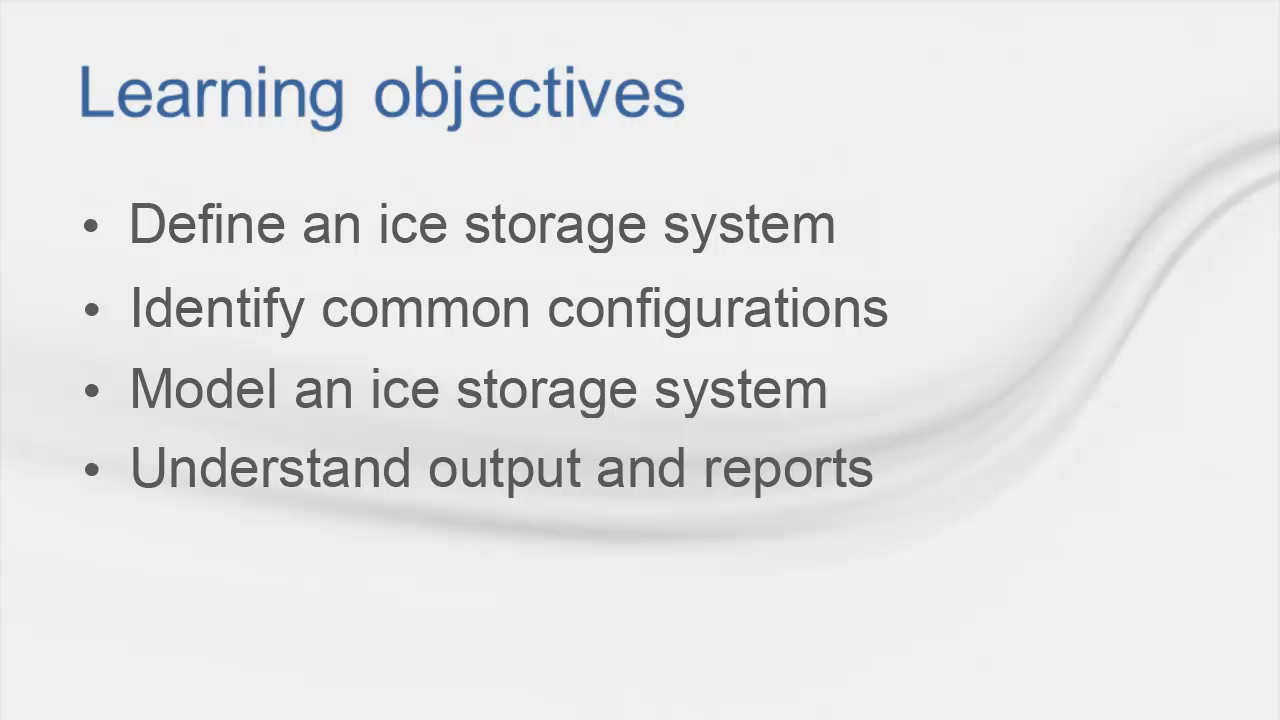 Learning objectives
• Define an ice storage system
• Identify common configurations
• Model an ice storage system
• Understand output and reports